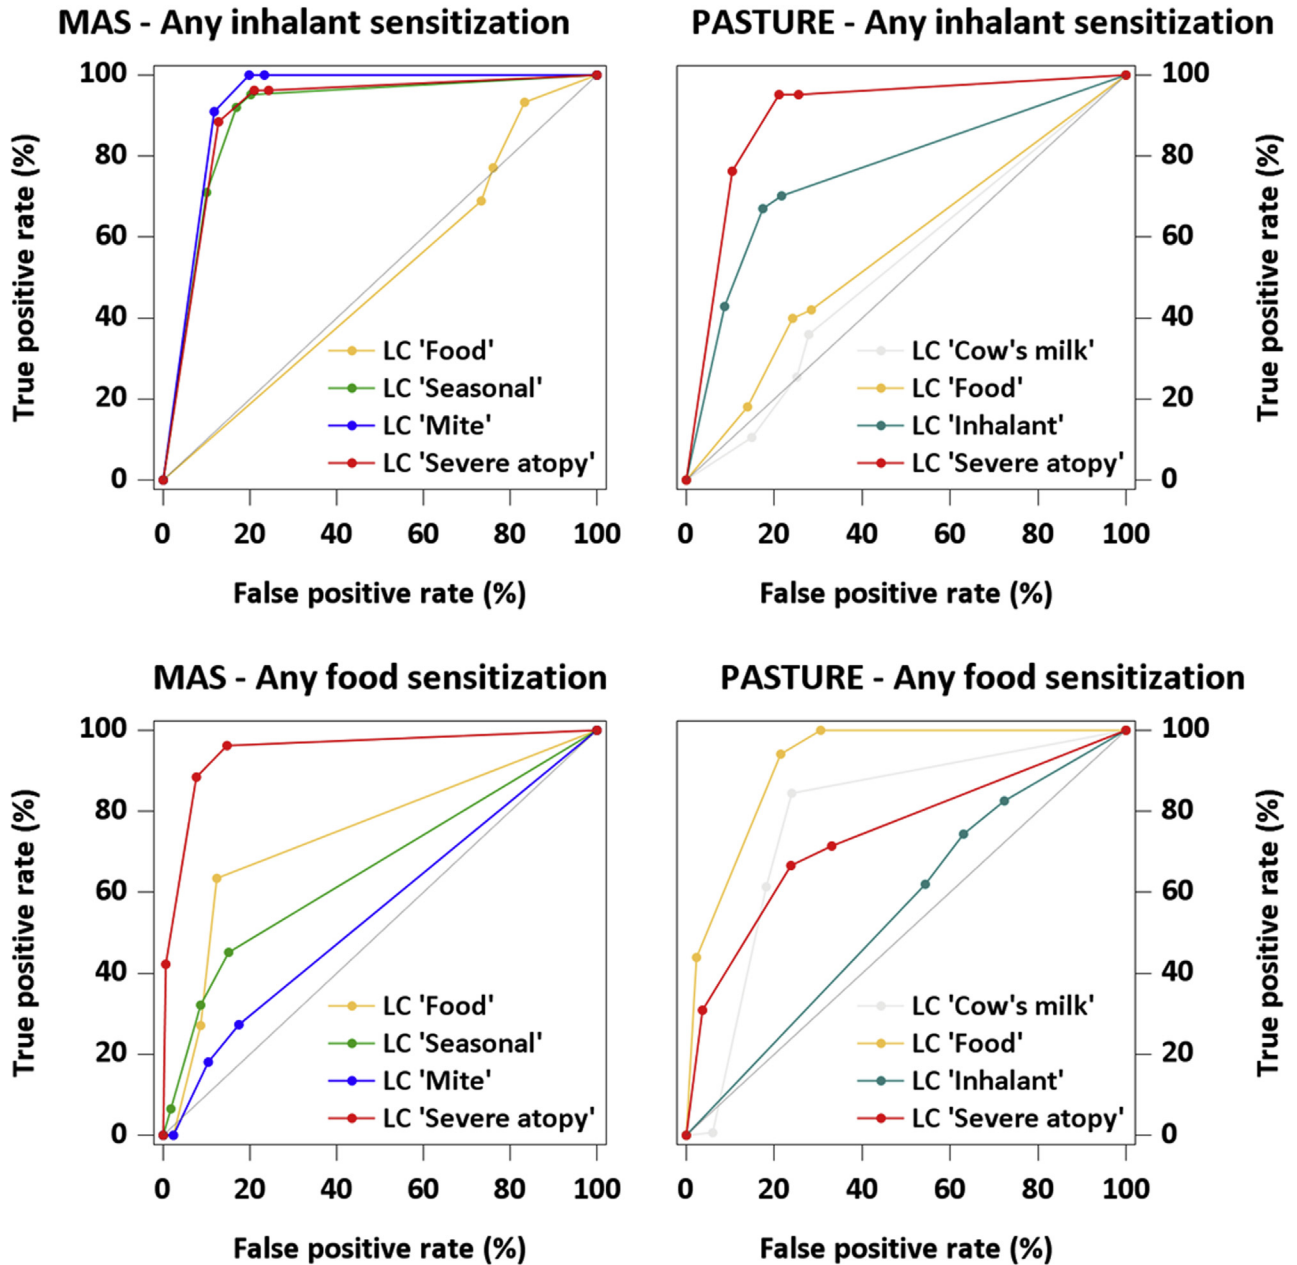 MAS - Any inhalant sensitization
PASTURE - Any inhalant sensitization
True positive rate (%)
100
80
60
40
20
0
LC 'Food'
LC 'Seasonal'
LC 'Mite'
LC 'Severe atopy'
0 20 40 60 80 100
False positive rate (%)
LC 'Cow's milk'
LC 'Food'
LC 'Inhalant'
LC 'Severe atopy'
100
80
60
40
20
0
True positive rate (%)
0 20 40 60 80 100
False positive rate (%)
MAS - Any food sensitization
PASTURE - Any food sensitization
True positive rate (%)
100
80
60
40
20
0
LC 'Food'
LC 'Seasonal'
LC 'Mite'
LC 'Severe atopy'
0 20 40 60 80 100
False positive rate (%)
LC 'Cow's milk'
LC 'Food'
LC 'Inhalant'
LC 'Severe atopy'
100
80
60
40
20
0
True positive rate (%)
0 20 40 60 80 100
False positive rate (%)